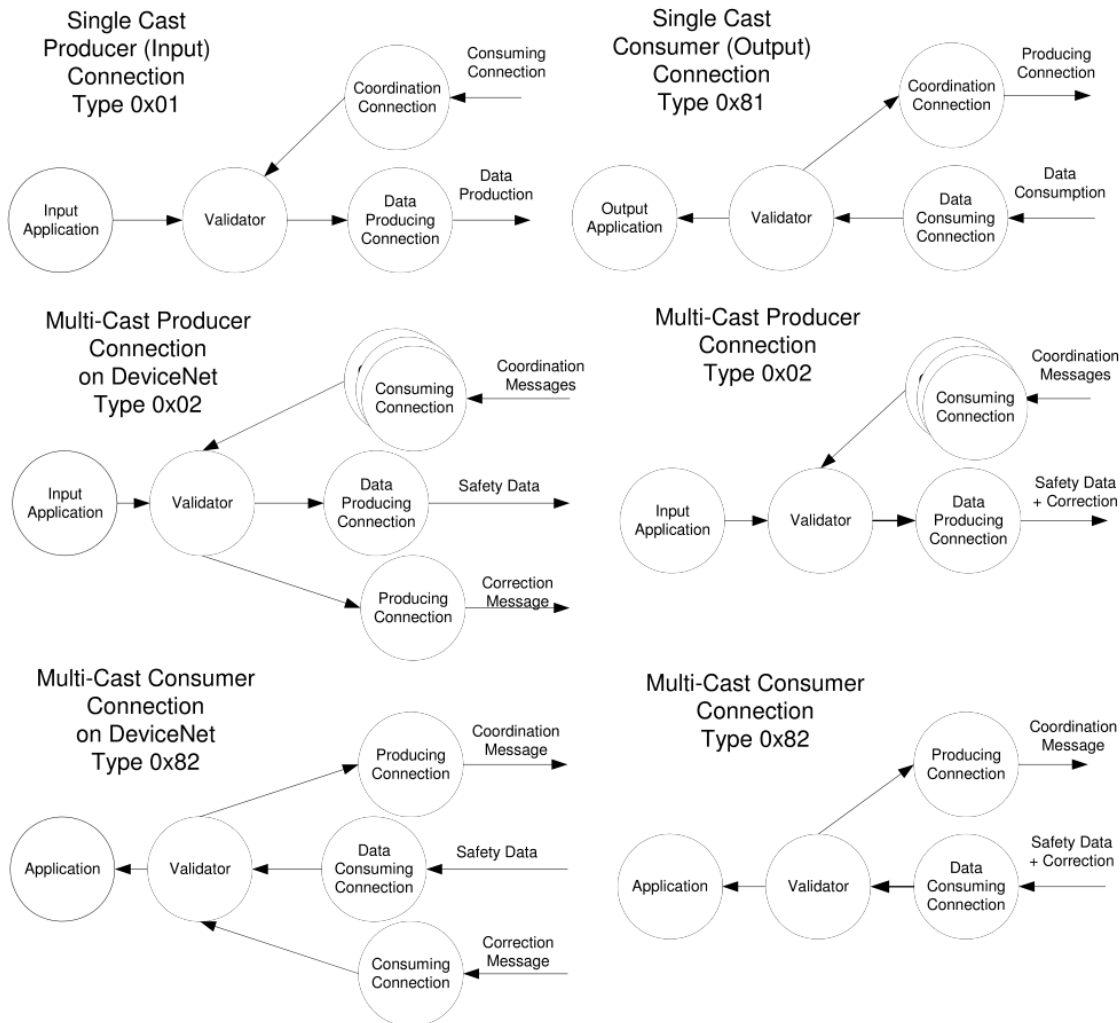 Single Cast
Producer (Input)
Connection
Type 0x01
Consuming
Connection
Coordination
Connection
Input
Application
Validator
Data
Producing
Connection
Data
Production
Single Cast
Consumer (Output)
Connection
Type 0x81
Producing
Connection
Coordination
Connection
Output
Application
Validator
Data
Consuming
Connection
Data
Consumption
Multi-Cast Producer
Connection
on DeviceNet
Type 0x02
Consuming
Connection
Coordination
Messages
Input
Application
Validator
Data
Producing
Connection
Safety Data
Producing
Connection
Correction
Message
Multi-Cast Producer
Connection
Type 0x02
Consuming
Connection
Coordination
Messages
Input
Application
Validator
Data
Producing
Connection
Safety Data
+ Correction
Multi-Cast Consumer
Connection
on DeviceNet
Type 0x82
Producing
Connection
Coordination
Message
Application
Validator
Data
Consuming
Connection
Safety Data
Consuming
Connection
Correction
Message
Multi-Cast Consumer
Connection
Type 0x82
Producing
Connection
Coordination
Message
Application
Validator
Data
Consuming
Connection
Safety Data
+ Correction